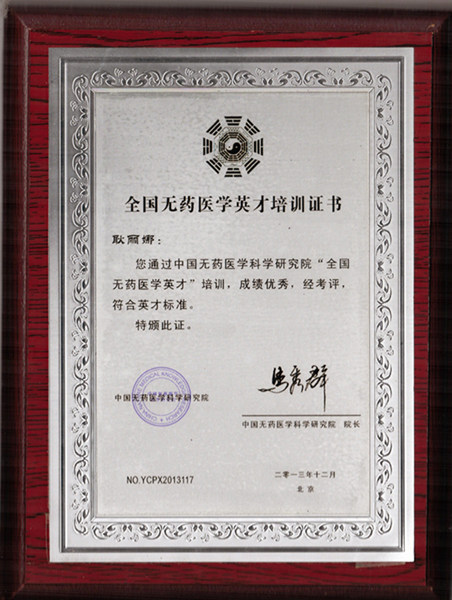 全国无药医学英才培训证书
耿丽娜：
您通过中国无药医学科学研究院“全国
无药医学英才”培训，成绩优秀，经考评，
符合英才标准。
特颁此证。
中国无药医学科学研究院
中国无药医学科学研究院 院长
NO.YCPX2013117
二零一三年十二月
北京